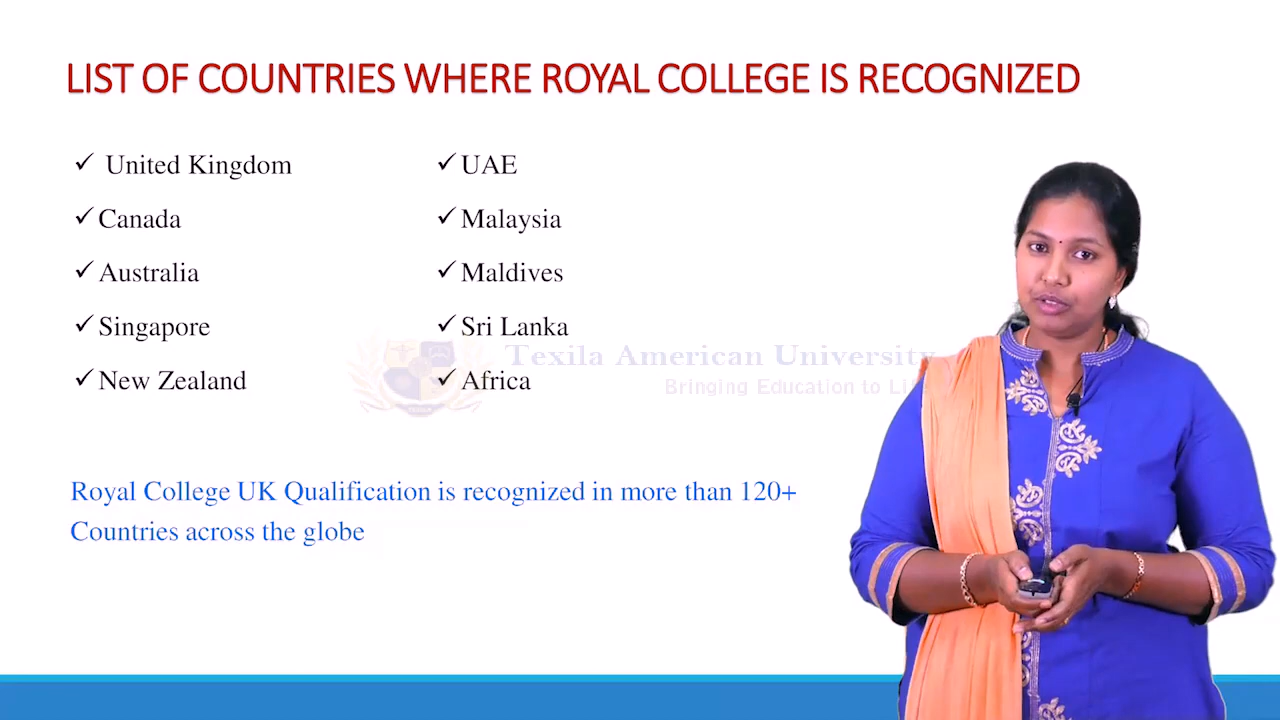 LIST OF COUNTRIES WHERE ROYAL COLLEGE IS RECOGNIZED
✓ United Kingdom
✓ Canada
✓ Australia
✓ Singapore
✓ New Zealand
✓ UAE
✓ Malaysia
✓ Maldives
✓ Sri Lanka
✓ Africa
Texila American University
Bringing Education to
TEXILA
Royal College UK Qualification is recognized in more than 120+
Countries across the globe